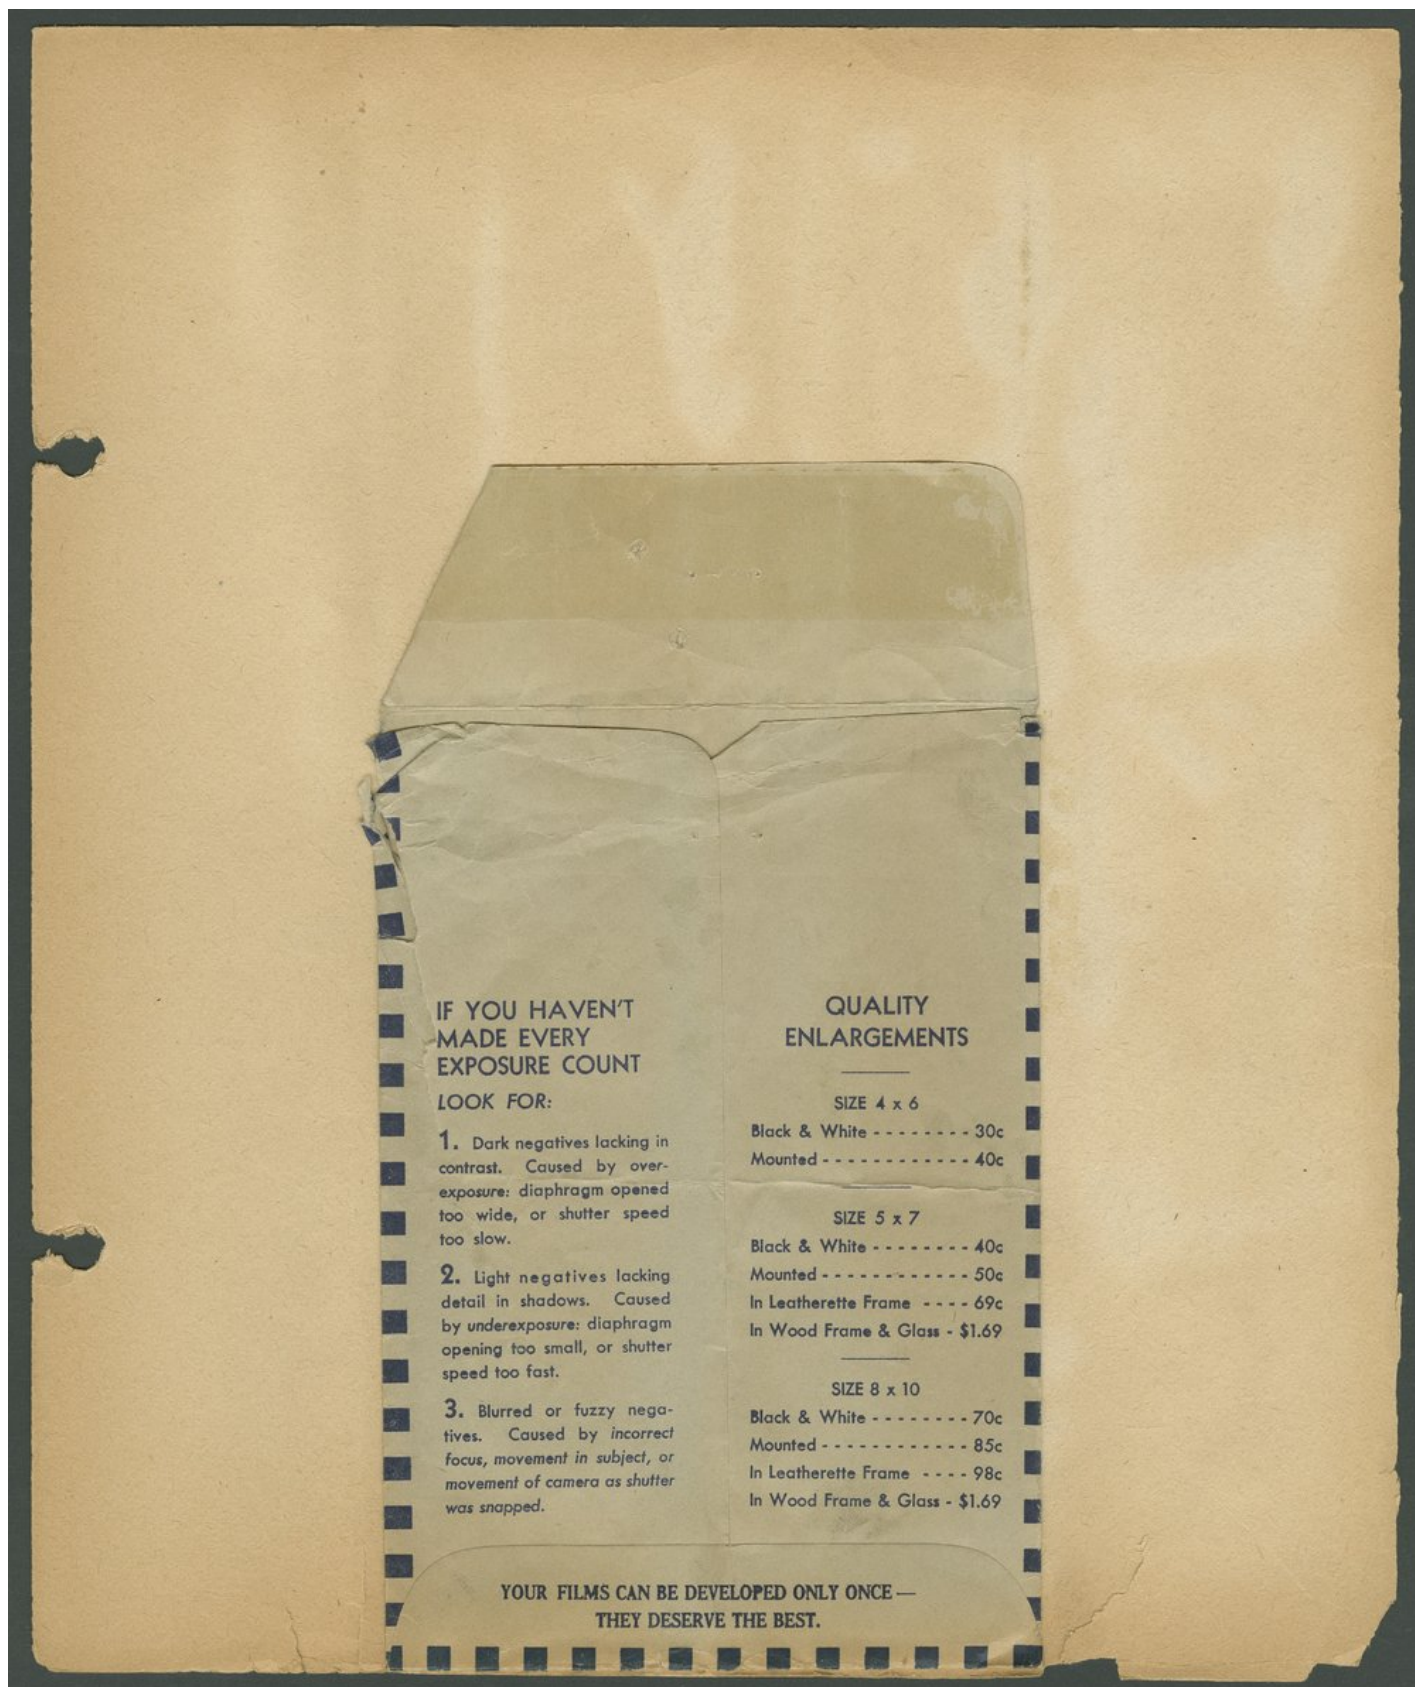 IF YOU HAVEN'T
MADE EVERY
EXPOSURE COUNT
LOOK FOR:
1. Dark negatives lacking in
contrast. Caused by over-
exposure: diaphragm opened
too wide, or shutter speed
too slow.
2. Light negatives lacking
detail in shadows. Caused
by underexposure: diaphragm
opening too small, or shutter
speed too fast.
3. Blurred or fuzzy nega-
tives. Caused by incorrect
focus, movement in subject, or
movement of camera as shutter
was snapped.
QUALITY
ENLARGEMENTS
SIZE 4 x 6
Black & White - - - - - - - - 30c
Mounted - - - - - - - - - - - - 40c
SIZE 5 x 7
Black & White - - - - - - - - 40c
Mounted - - - - - - - - - - - - 50c
In Leatherette Frame - - - - 69c
In Wood Frame & Glass - $1.69
SIZE 8 x 10
Black & White - - - - - - - - 70c
Mounted - - - - - - - - - - - - 85c
In Leatherette Frame - - - - 98c
In Wood Frame & Glass - $1.69
YOUR FILMS CAN BE DEVELOPED ONLY ONCE —
THEY DESERVE THE BEST.